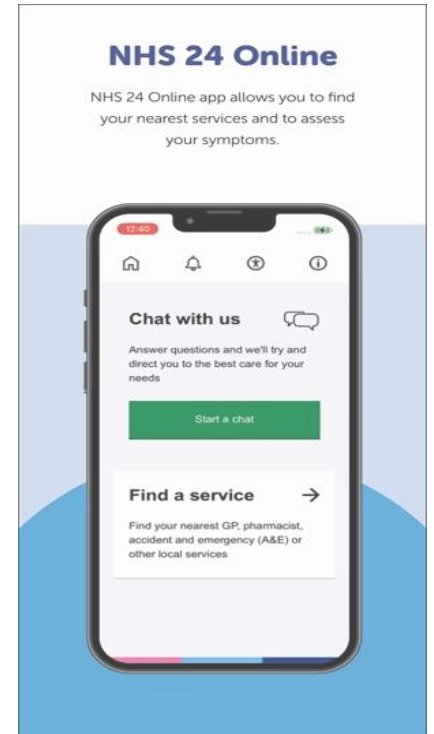 NHS 24 Online
NHS 24 Online app allows you to find
your nearest services and to assess
your symptoms.
12:40
Chat with us
Answer questions and we'll try and
direct you to the best care for your
needs
Start a chat
Find a service
Find your nearest GP, pharmacist,
accident and emergency (A&E) or
other local services